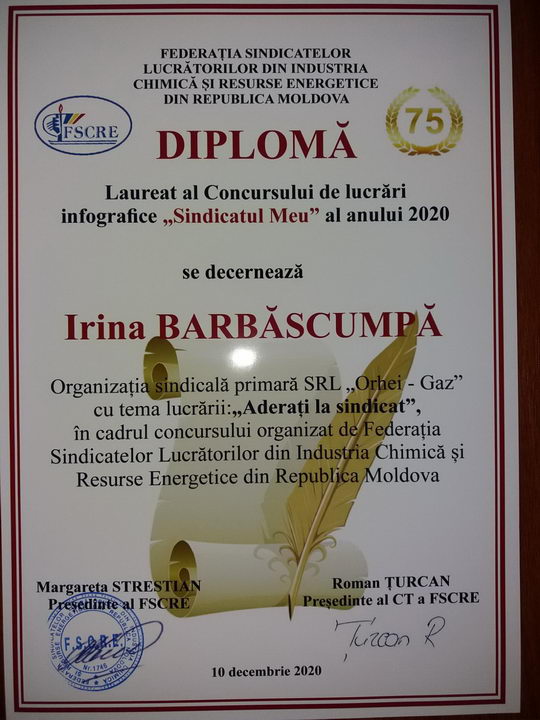 FEDERAȚIA SINDICATELOR
LUCRĂTORILOR DIN INDUSTRIA
CHIMICĂ ȘI RESURSE ENERGETICE
DIN REPUBLICA MOLDOVA
FSCRE
75
DIPLOMĂ
Laureat al Concursului de lucrări
infografice „Sindicatul Meu” al anului 2020
se decernează
Irina BARBĂSCUMPĂ
Organizația sindicală primară SRL „Orhei - Gaz”
cu tema lucrării:„Aderați la sindicat”,
în cadrul concursului organizat de Federația
Sindicatelor Lucrătorilor din Industria Chimică și
Resurse Energetice din Republica Moldova
Margareta STRESTIAN
Președinte al FSCRE
Roman ȚURCAN
Președinte al CT a FSCRE
F.S.C.R.E.
Nr.1746
Țurcan R
10 decembrie 2020